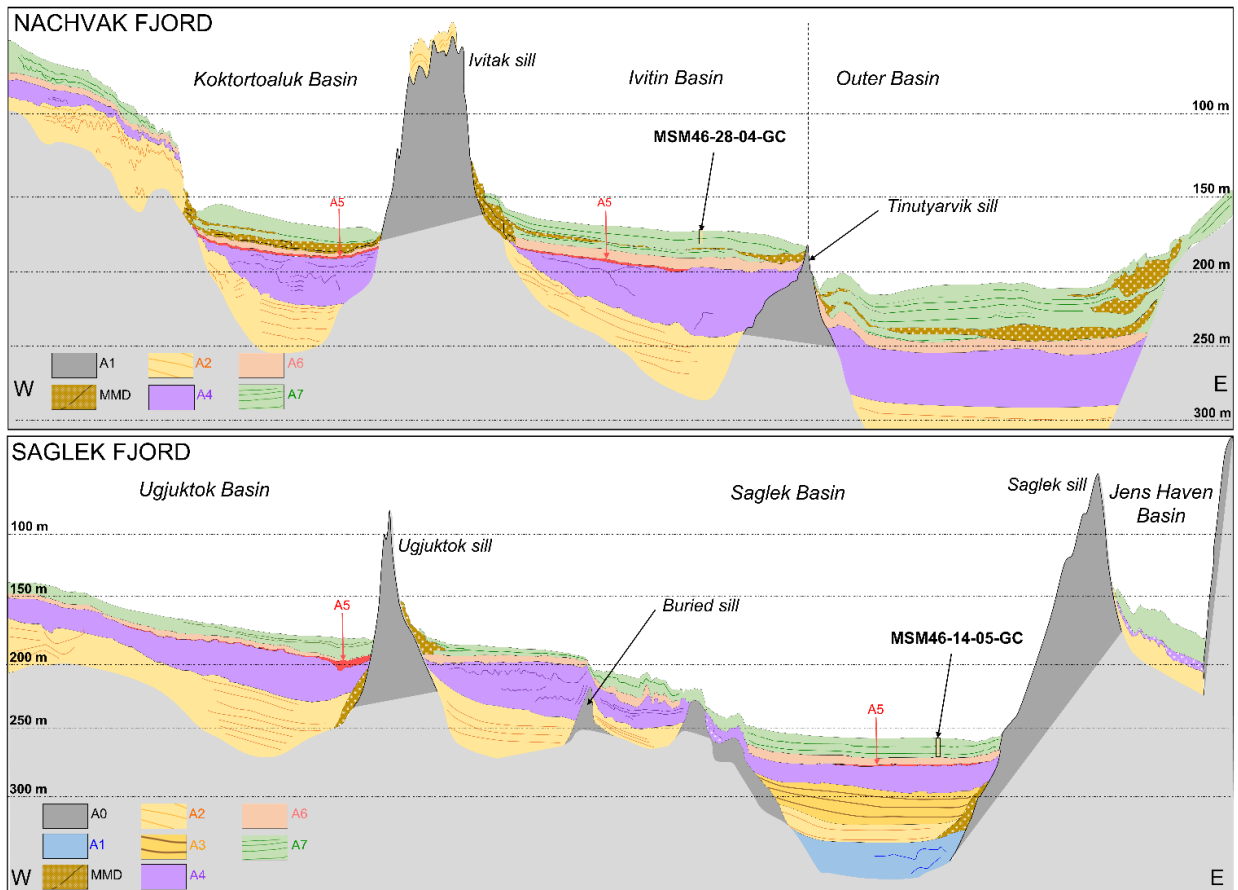 NACHVAK FJORD
Koktortoaluk Basin
Ivitak sill
Ivitin Basin
Outer Basin
100 m
MSM46-28-04-GC
150 m
A5
A5
Tinutyarvik sill
200 m
250 m
A1
A2
A6
W
E
MMD
A4
A7
300 m
SAGLEK FJORD
Ugjuktok Basin
Saglek Basin
Saglek sill
Jens Haven
Basin
100 m
Ugjuktok sill
150 m
A5
Buried sill
MSM46-14-05-GC
200 m
A5
250 m
300 m
A0
A2
A6
A1
A3
A7
W
MMD
A4
E